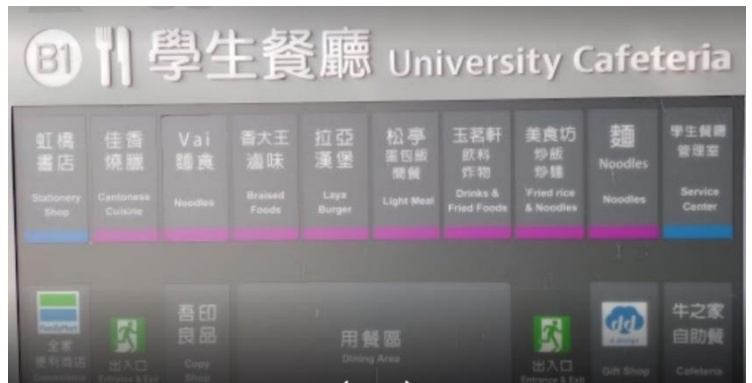 B1 學生餐廳 University Cafeteria
虹橋
書店
Stationery
Shop
佳香
燒臘
Cantonese
Cuisine
Vai
麵食
Noodles
香大王
滷味
Braised
Foods
拉亞
漢堡
Laya
Burger
松亭
蛋包飯
簡餐
Light Meal
玉茗軒
飲料
炸物
Drinks &
Fried Foods
美食坊
炒飯
炒麵
Fried rice
& Noodles
麵
Noodles
Noodles
學生餐廳
管理室
Service
Center
FamilyMart
全家
便利商店
Convenience
出入口
Entrance & Exit
吾印
良品
Copy
Shop
用餐區
Dining Area
出入口
Entrance & Exit
Gift Shop
牛之家
自助餐
Cafeteria